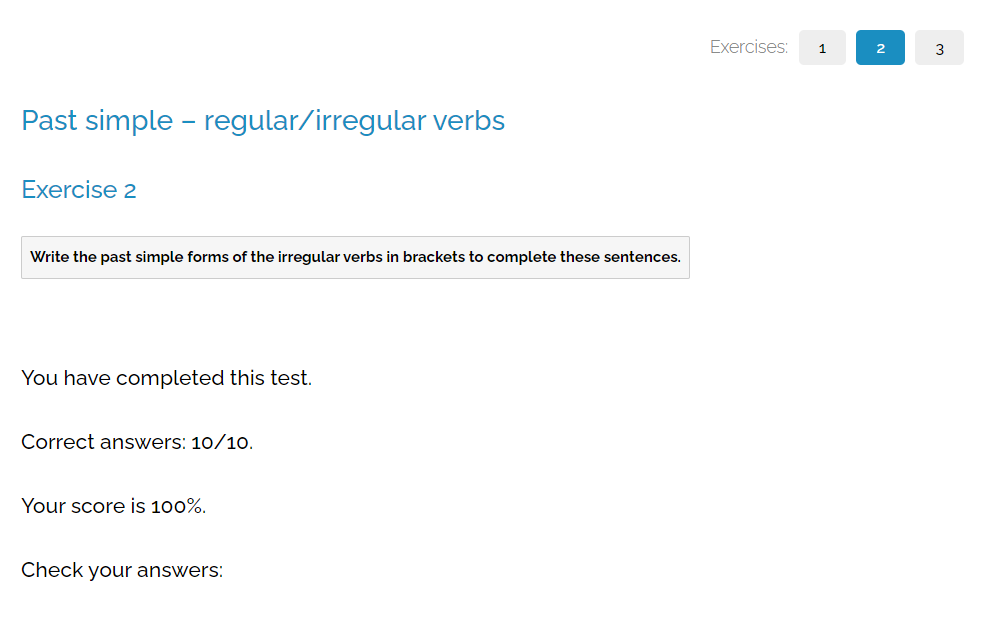 Exercises: 1 2 3
Past simple – regular/irregular verbs
Exercise 2
Write the past simple forms of the irregular verbs in brackets to complete these sentences.
You have completed this test.
Correct answers: 10/10.
Your score is 100%.
Check your answers: